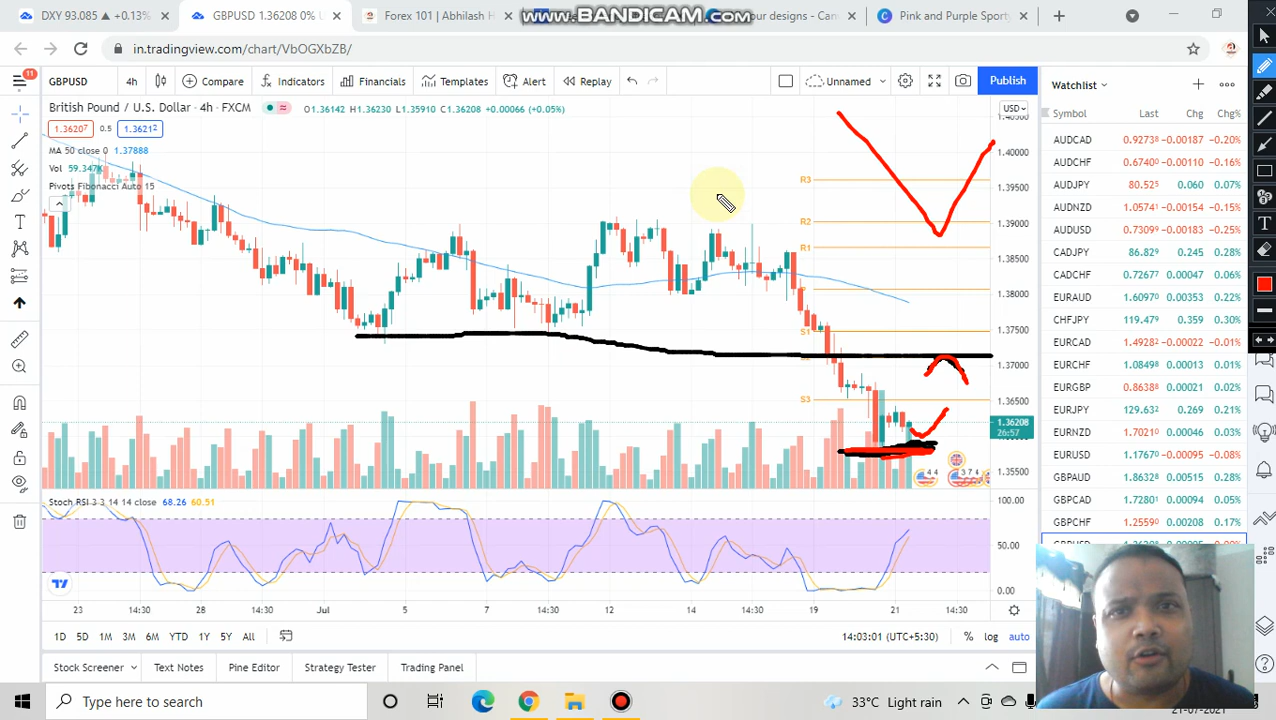 DXY 93.085 ▲ +0.13%
GBPUSD 1.36208 0%
Forex 101 | Abhilash
www.BANDICAM.com
our designs - Can
Pink and Purple Sporty
in.tradingview.com/chart/VbOGXbZE/
11
GBPUSD 4h Compare Indicators Financials Templates Alert Replay Unnamed Publish
British Pound / U.S. Dollar · 4h · FXCM O1.36142 H1.36230 L1.35910 C1.36208 +0.00066 (+0.05%)
1.36207 0.5 1.36212
MA 50 close 0 1.37888
Vol 59.347K
Pivots Fibonacci Auto 15
USD
1.40000
1.39500
1.39000
1.38500
1.38000
1.37500
1.37000
1.36500
1.36208
26:57
1.35500
R3
R2
R1
S1
S3
Stoch RSI 3 3 14 14 close 68.26 60.51
100.00
50.00
0.00
23 14:30 28 14:30 Jul 5 7 14:30 12 14 14:30 19 21 14:30
1D 5D 1M 3M 6M YTD 1Y 5Y All
14:03:01 (UTC+5:30) % log auto
Stock Screener Text Notes Pine Editor Strategy Tester Trading Panel
Watchlist
Symbol Last Chg Chg%
AUDCAD 0.92738 −0.00187 −0.20%
AUDCHF 0.67400 −0.00110 −0.16%
AUDJPY 80.525 0.060 0.07%
AUDNZD 1.05741 −0.00154 −0.15%
AUDUSD 0.73093 −0.00183 −0.25%
CADJPY 86.829 0.245 0.28%
CADCHF 0.72677 0.00047 0.06%
EURAUD 1.60970 0.00353 0.22%
CHFJPY 119.479 0.359 0.30%
EURCAD 1.49282 −0.00022 −0.01%
EURCHF 1.08498 0.00013 0.01%
EURGBP 0.86388 0.00021 0.02%
EURJPY 129.632 0.269 0.21%
EURNZD 1.70210 0.00046 0.03%
EURUSD 1.17670 −0.00095 −0.08%
GBPAUD 1.86328 0.00515 0.28%
GBPCAD 1.72801 0.00094 0.05%
GBPCHF 1.25590 0.00208 0.17%
Type here to search
33°C Light rain
21-07-2021